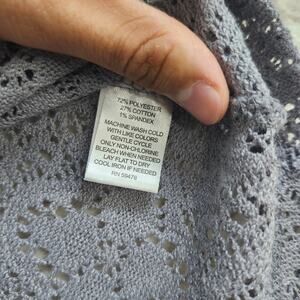 72% POLYESTER
27% COTTON
1% SPANDEX
MACHINE WASH COLD
WITH LIKE COLORS
GENTLE CYCLE
ONLY NON-CHLORINE
BLEACH WHEN NEEDED
LAY FLAT TO DRY
COOL IRON IF NEEDED
RN 59478